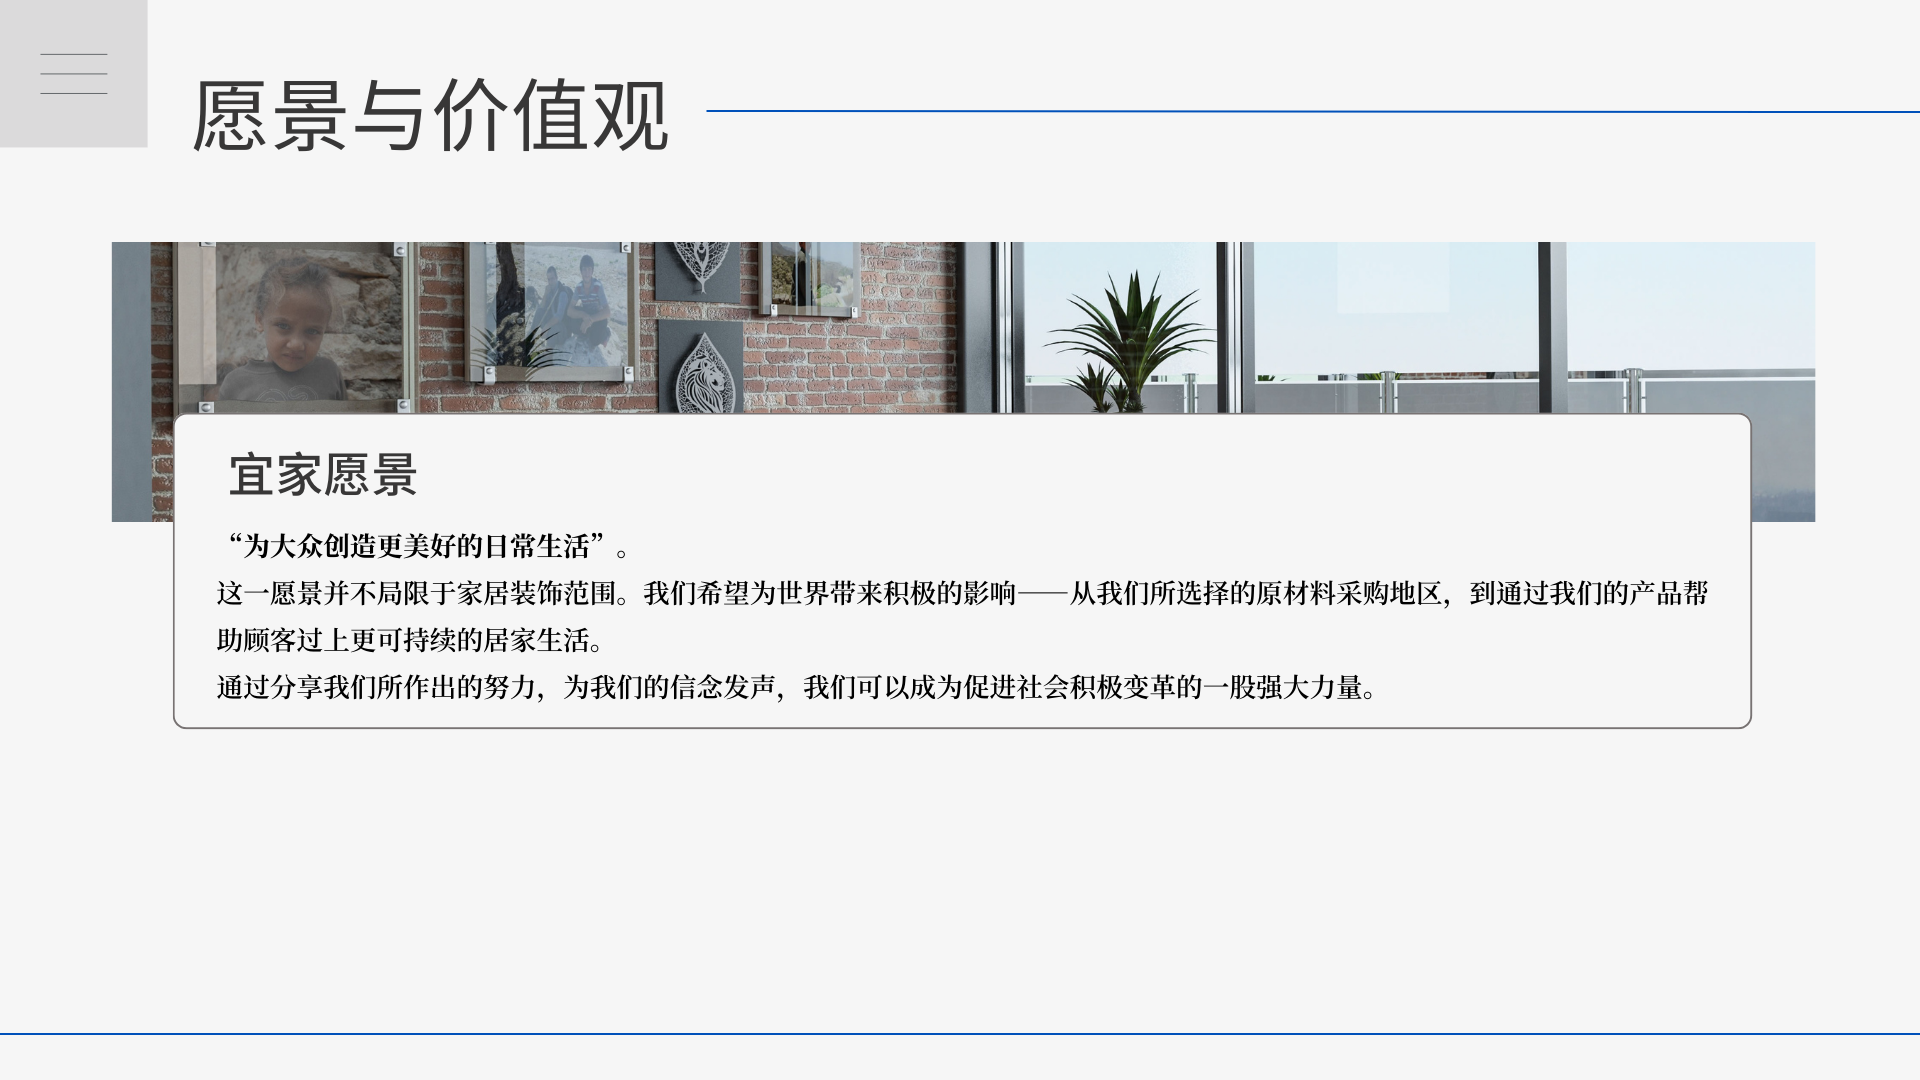 愿景与价值观
宜家愿景
“为大众创造更美好的日常生活”。
这一愿景并不局限于家居装饰范围。我们希望为世界带来积极的影响——从我们所选择的原材料采购地区，到通过我们的产品帮
助顾客过上更可持续的居家生活。
通过分享我们所作出的努力，为我们的信念发声，我们可以成为促进社会积极变革的一股强大力量。